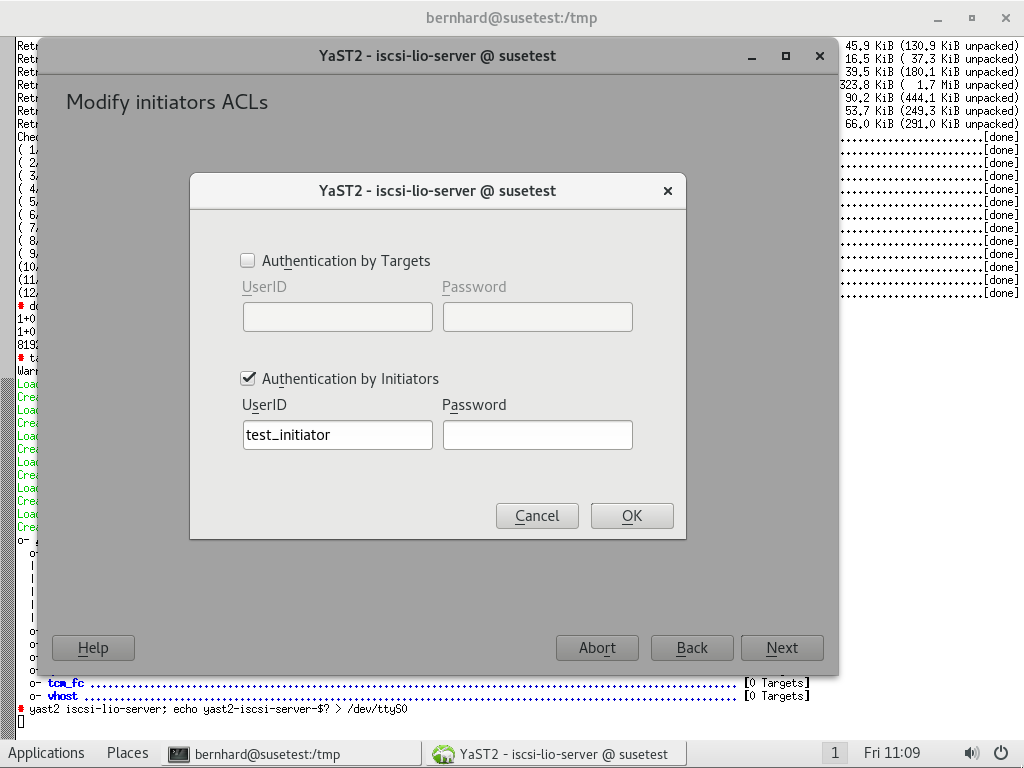 bernhard@susetest:/tmp
Retr 45.9 KiB (130.9 KiB unpacked)
YaST2 - iscsi-lio-server @ susetest
Retr 16.5 KiB ( 37.3 KiB unpacked)
Retr 39.5 KiB (180.1 KiB unpacked)
Retr 323.8 KiB (  1.7 MiB unpacked)
Modify initiators ACLs
Retr 90.2 KiB (444.1 KiB unpacked)
Retr 53.7 KiB (249.3 KiB unpacked)
Retr 66.0 KiB (291.0 KiB unpacked)
Chec [done]
( 1/ [done]
( 2/ [done]
( 3/ [done]
( 4/ [done]
( 5/ [done]
( 6/ [done]
( 7/ [done]
( 8/ [done]
( 9/ [done]
(10/ [done]
(11/ [done]
(12/ [done]
# de
1+0
1+0
8192
# ta
Warn
Load
Crea
Load
Crea
Load
Crea
Load
Crea
Load
Crea
Load
Crea
YaST2 - iscsi-lio-server @ susetest
Authentication by Targets
UserID Password
Authentication by Initiators
UserID Password
test_initiator
Cancel OK
Help Abort Back Next
o- tcm_fc [0 Targets]
o- vhost [0 Targets]
# yast2 iscsi-lio-server; echo yast2-iscsi-server-$? > /dev/ttyS0
Applications Places bernhard@susetest:/tmp YaST2 - iscsi-lio-server @ susetest 1 Fri 11:09